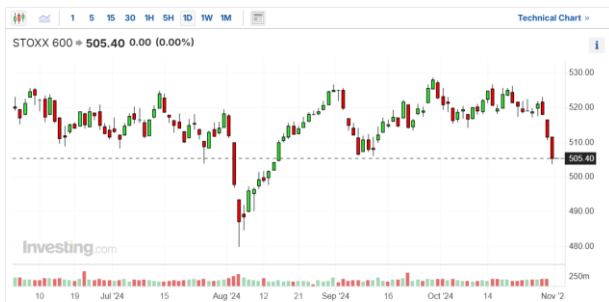 1 5 15 30 1H 5H 1D 1W 1M Technical Chart »
STOXX 600 505.40 0.00 (0.00%)
i
530.00
520.00
510.00
505.40
500.00
490.00
480.00
Investing.com
250m
10 19 Jul'24 15 Aug '24 12 21 Sep '24 16 Oct '24 14 Nov '2